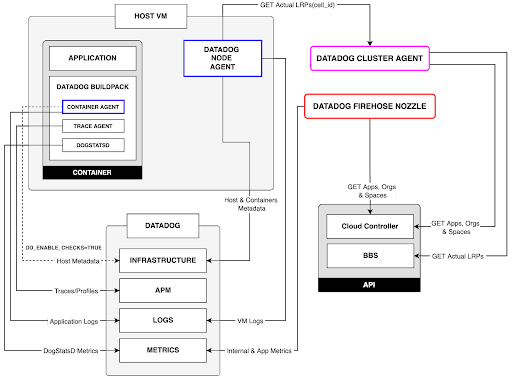 HOST VM
GET Actual LRPs(cell_id)
APPLICATION
DATADOG BUILDPACK
CONTAINER AGENT
TRACE AGENT
DOGSTATSD
CONTAINER
DATADOG
NODE
AGENT
DATADOG CLUSTER AGENT
DATADOG FIREHOSE NOZZLE
GET Apps, Orgs
& Spaces
Host & Containers
Metadata
Cloud Controller
BBS
API
GET Apps, Orgs
& Spaces
GET Actual LRPs
DATADOG
DD_ENABLE_CHECKS=TRUE
Host Metadata
INFRASTRUCTURE
Traces/Profiles
APM
Application Logs
LOGS
VM Logs
DogStatsD Metrics
METRICS
Internal & App Metrics